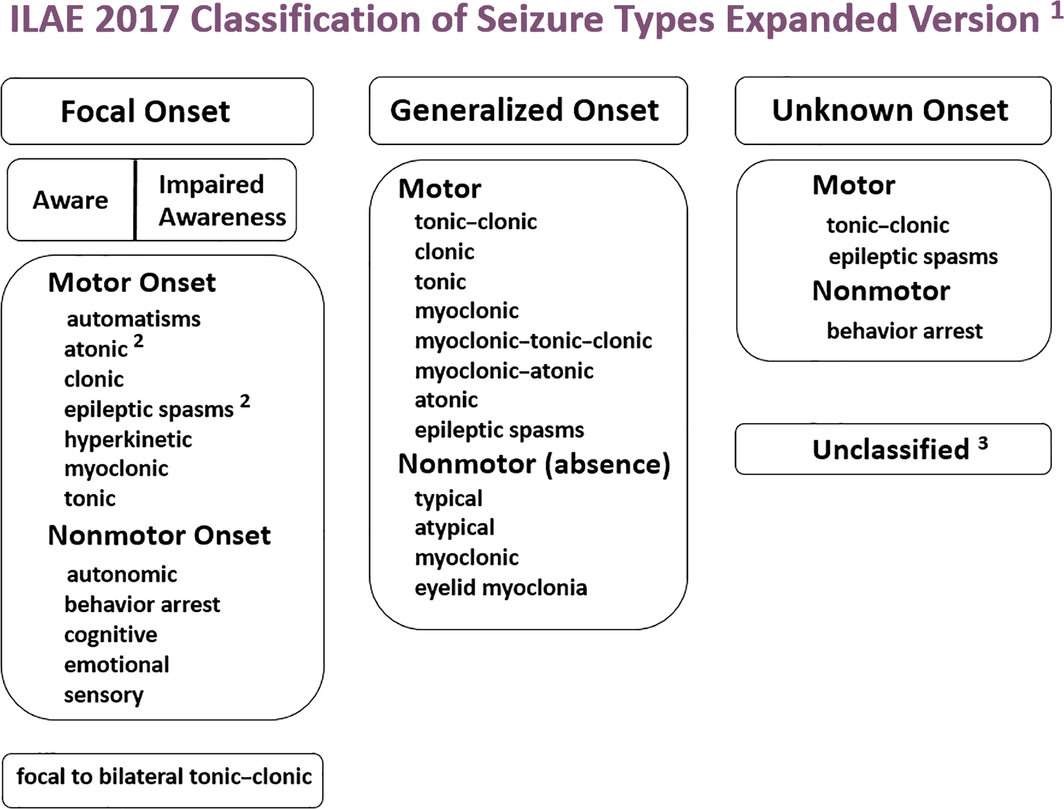 ILAE 2017 Classification of Seizure Types Expanded Version ¹
Focal Onset
Aware
Impaired
Awareness
Motor Onset
automatisms
atonic ²
clonic
epileptic spasms ²
hyperkinetic
myoclonic
tonic
Nonmotor Onset
autonomic
behavior arrest
cognitive
emotional
sensory
focal to bilateral tonic–clonic
Generalized Onset
Motor
tonic–clonic
clonic
tonic
myoclonic
myoclonic–tonic–clonic
myoclonic–atonic
atonic
epileptic spasms
Nonmotor (absence)
typical
atypical
myoclonic
eyelid myoclonia
Unknown Onset
Motor
tonic–clonic
epileptic spasms
Nonmotor
behavior arrest
Unclassified ³